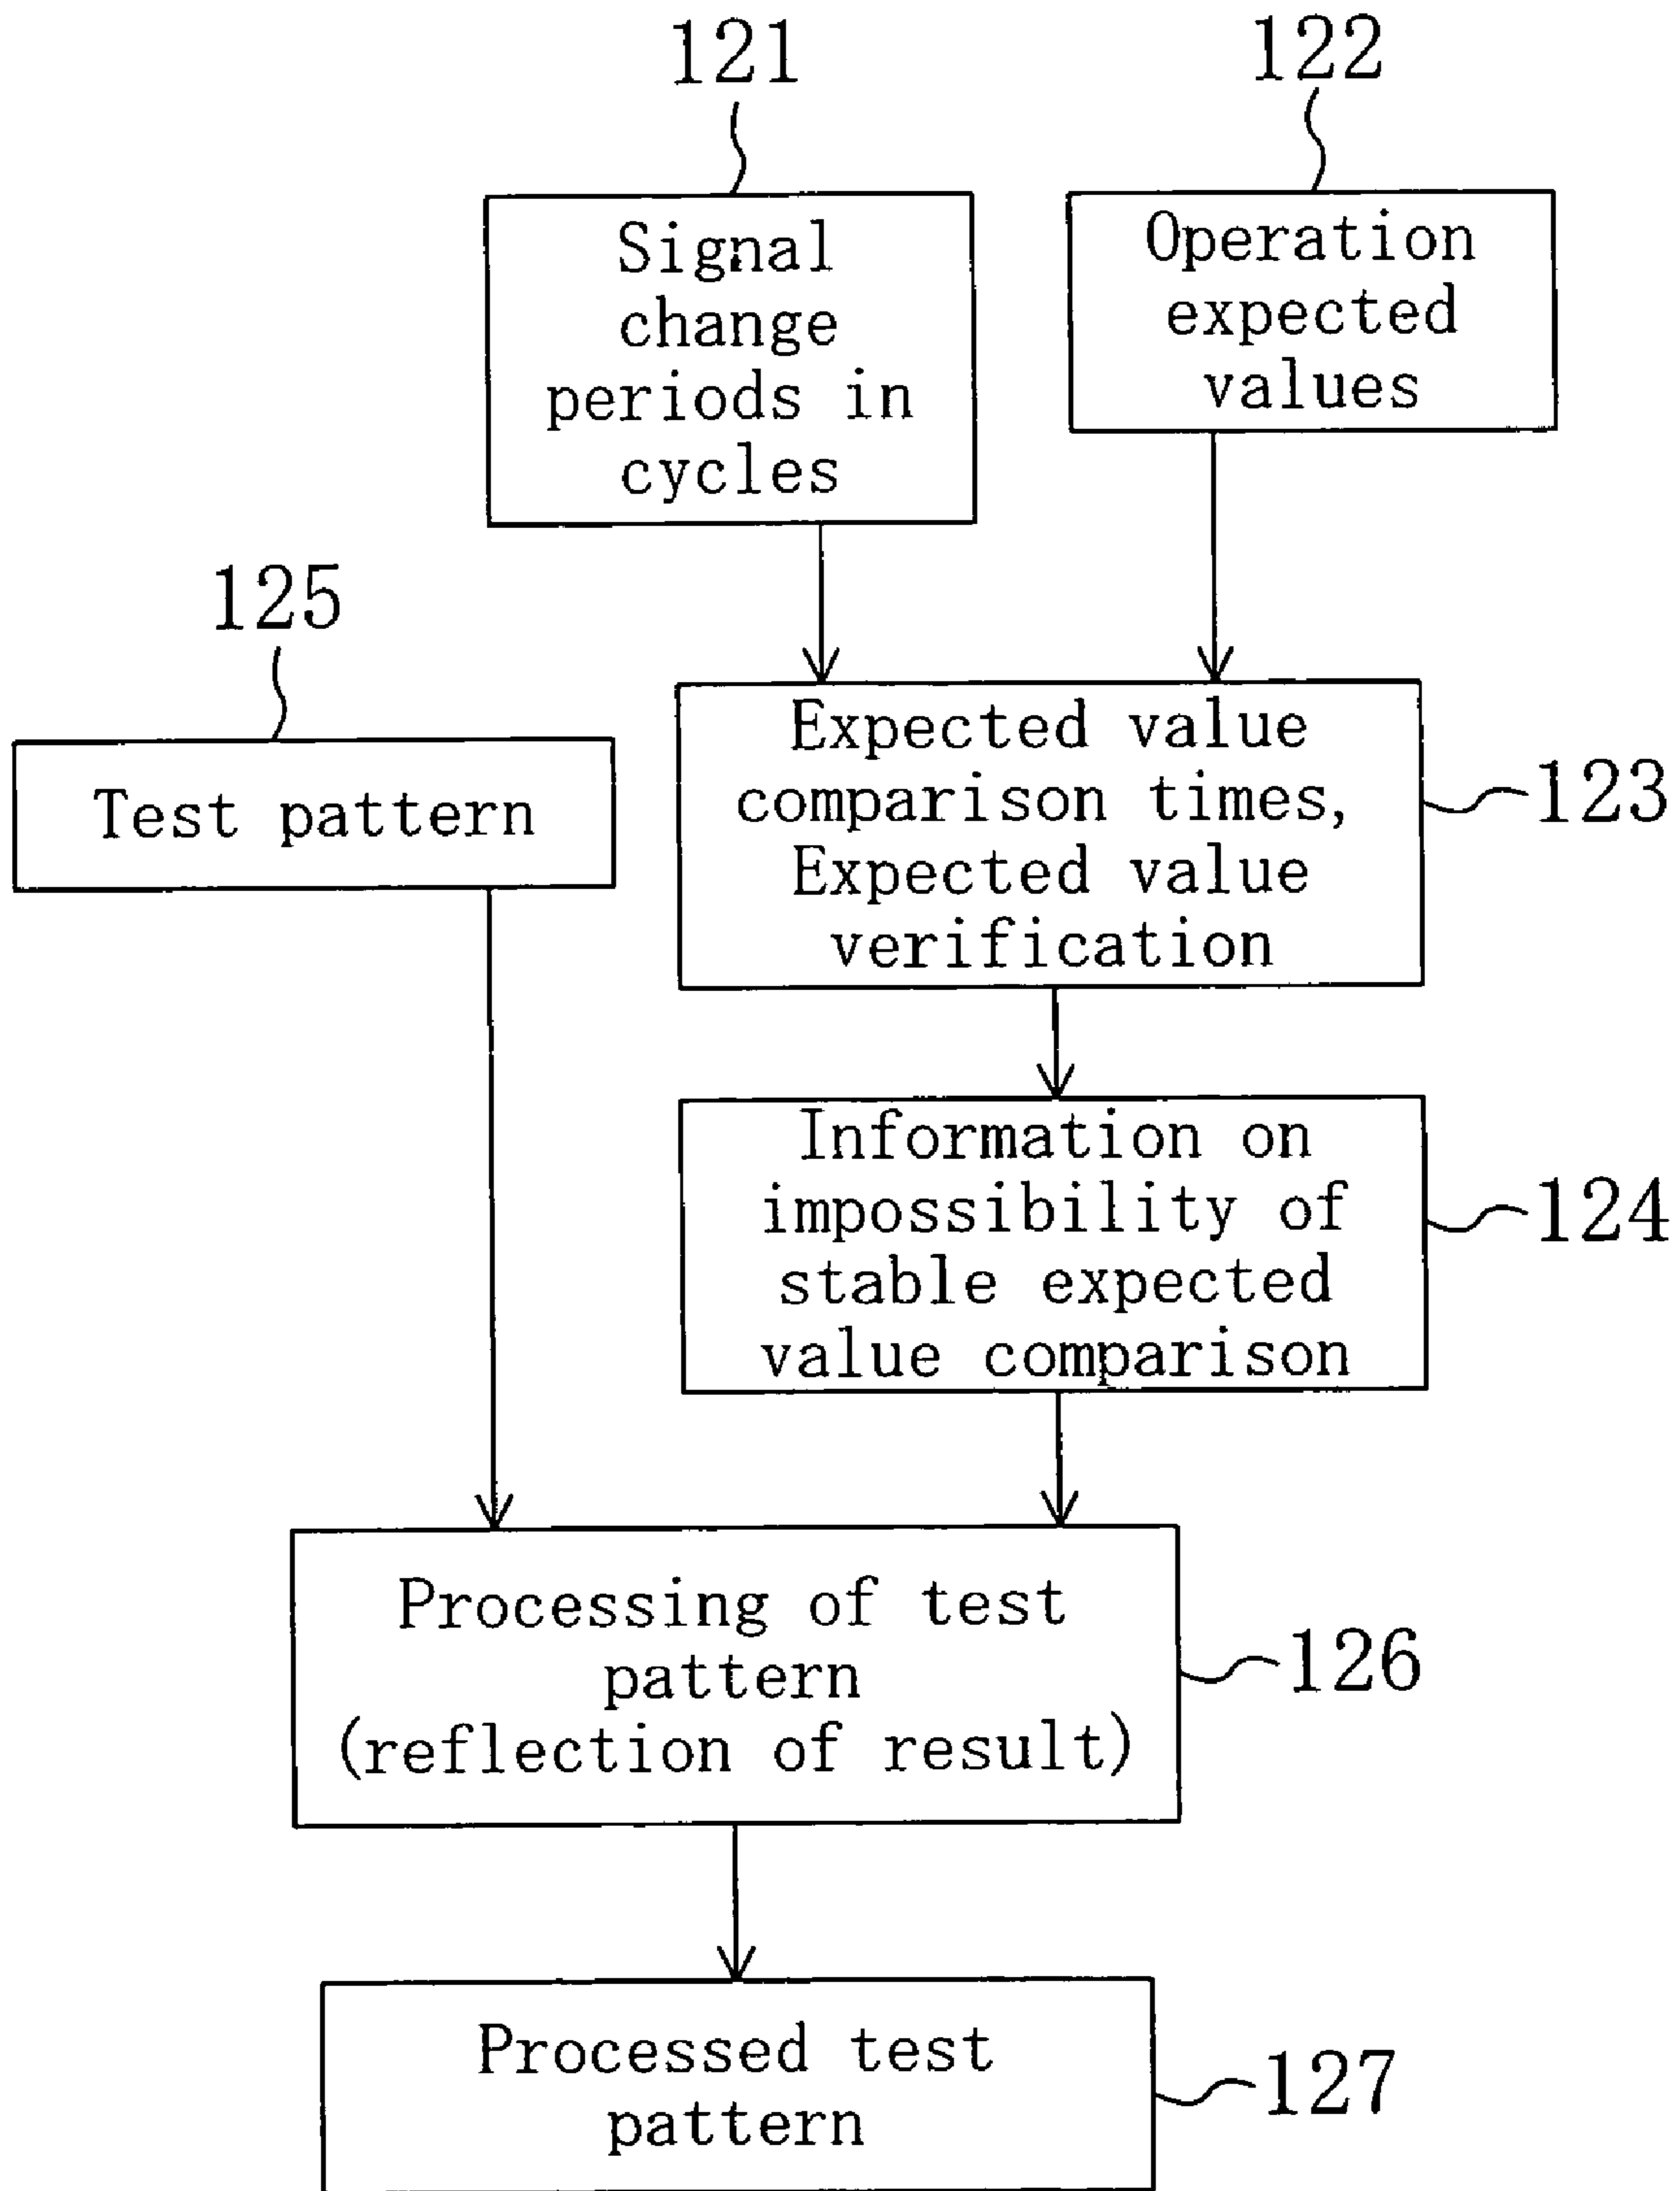 121
122
Signal
change
periods in
cycles
Operation
expected
values
125
Test pattern
Expected value
comparison times,
Expected value
verification
123
Information on
impossibility of
stable expected
value comparison
124
Processing of test
pattern
(reflection of result)
126
Processed test
pattern
127